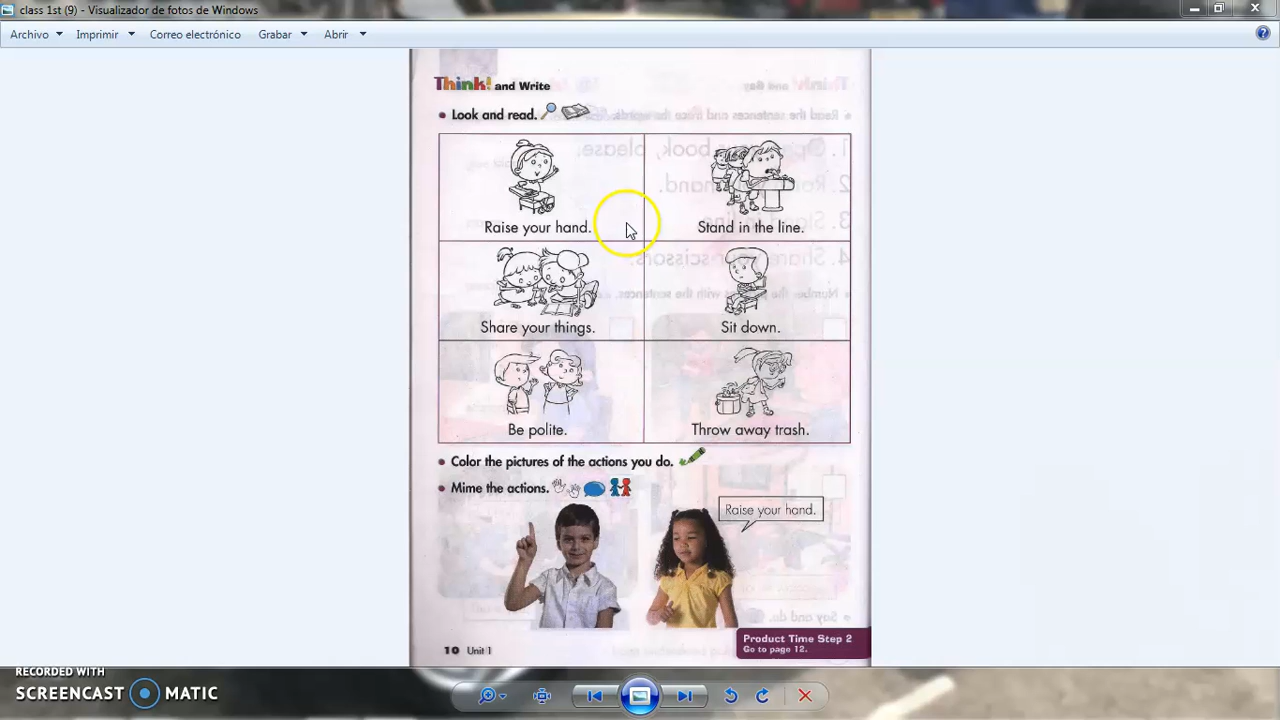 class 1st (9) - Visualizador de fotos de Windows
Archivo Imprimir Correo electrónico Grabar Abrir
Think! and Write
Look and read.
Raise your hand.
Stand in the line.
Share your things.
Sit down.
Be polite.
Throw away trash.
Color the pictures of the actions you do.
Mime the actions.
Raise your hand.
Product Time Step 2
Go to page 12.
10 Unit 1
RECORDED WITH
SCREENCAST MATIC